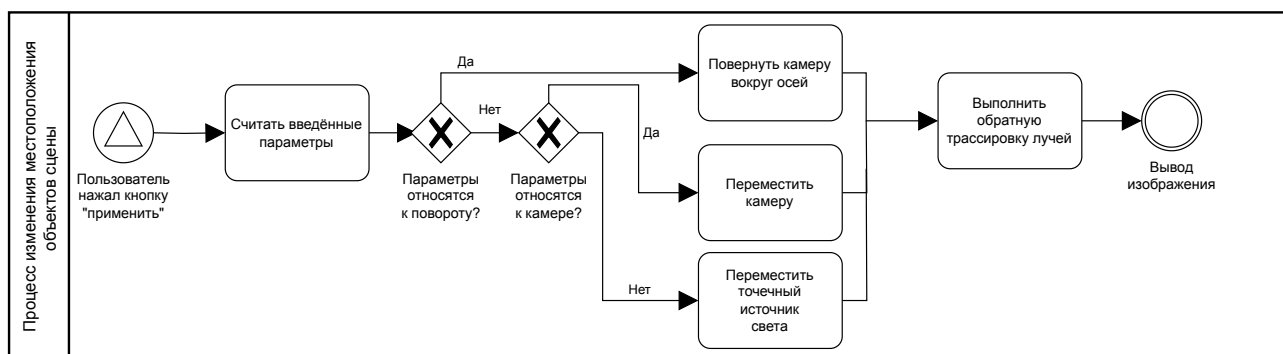 Процесс изменения местоположения
объектов сцены
Пользователь
нажал кнопку
"применить"
Считать введённые
параметры
Параметры
относятся
к повороту?
Да
Нет
Параметры
относятся
к камере?
Да
Нет
Повернуть камеру
вокруг осей
Переместить
камеру
Переместить
точечный
источник
света
Выполнить
обратную
трассировку лучей
Вывод
изображения